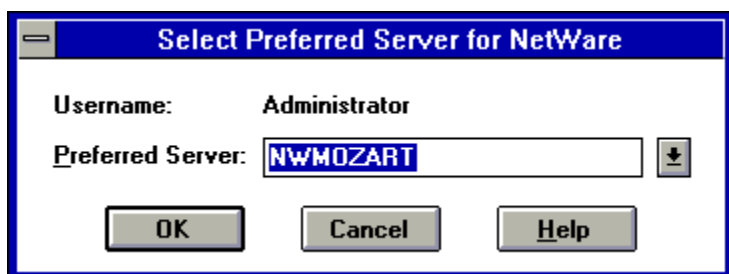 Select Preferred Server for NetWare
Username: Administrator
Preferred Server: NWMOZART
OK Cancel Help